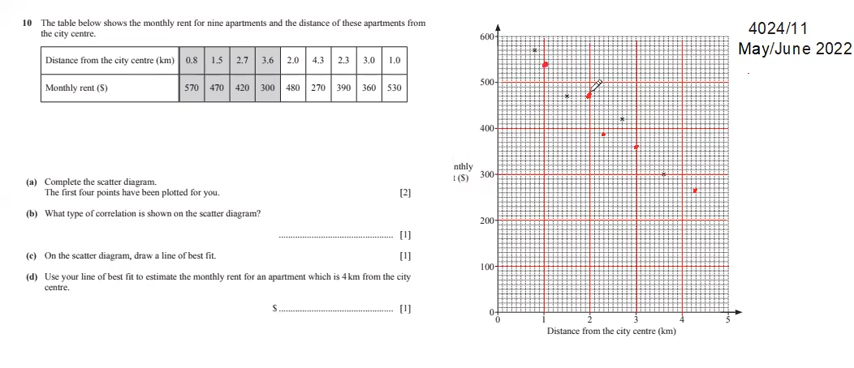 10 The table below shows the monthly rent for nine apartments and the distance of these apartments from
the city centre.
Distance from the city centre (km) 0.8 1.5 2.7 3.6 2.0 4.3 2.3 3.0 1.0
Monthly rent ($) 570 470 420 300 480 270 390 360 530
(a) Complete the scatter diagram.
The first four points have been plotted for you. [2]
(b) What type of correlation is shown on the scatter diagram?
[1]
(c) On the scatter diagram, draw a line of best fit. [1]
(d) Use your line of best fit to estimate the monthly rent for an apartment which is 4 km from the city
centre.
$ [1]
600
500
400
nthly
t ($)
300
200
100
0
0 1 2 3 4 5
Distance from the city centre (km)
4024/11
May/June 2022